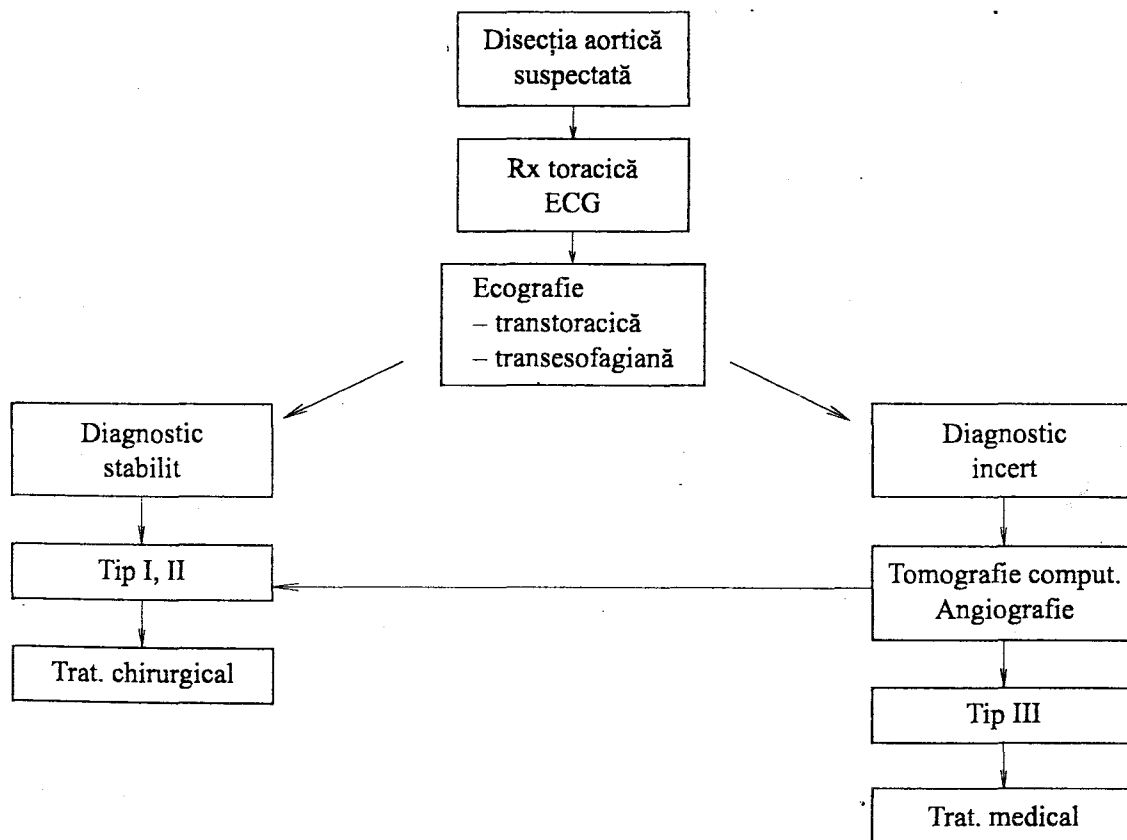 Disecția aortică
suspectată
Rx toracică
ECG
Ecografie
– transtoracică
– transesofagiană
Diagnostic
stabilit
Diagnostic
incert
Tip I, II
Tomografie comput.
Angiografie
Trat. chirurgical
Tip III
Trat. medical